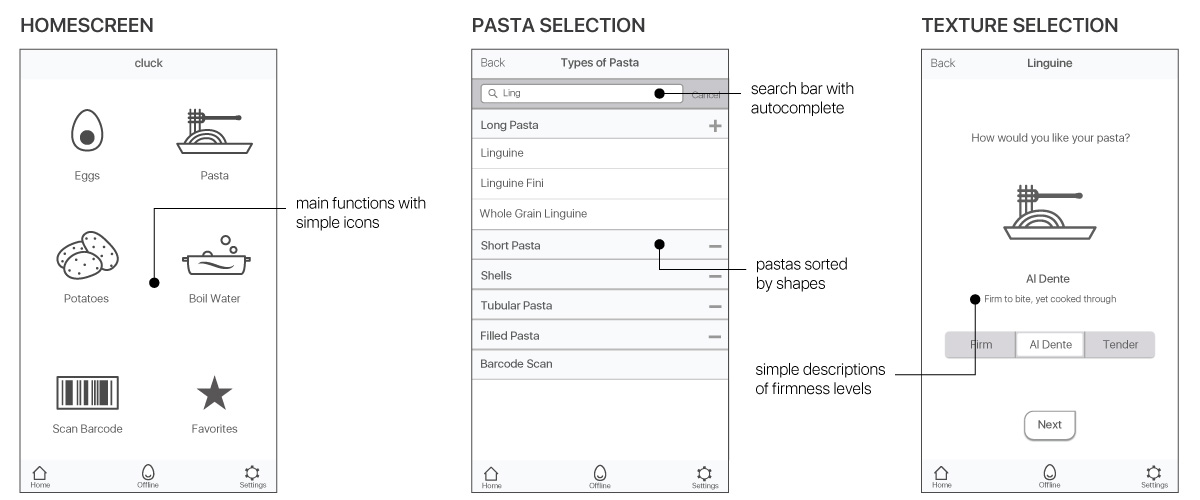 HOMESCREEN
cluck
Eggs
Pasta
Potatoes
Boil Water
Scan Barcode
Favorites
Home
Offline
Settings
main functions with
simple icons
PASTA SELECTION
Back
Types of Pasta
Ling
Cancel
Long Pasta
Linguine
Linguine Fini
Whole Grain Linguine
Short Pasta
Shells
Tubular Pasta
Filled Pasta
Barcode Scan
Home
Offline
Settings
search bar with
autocomplete
pastas sorted
by shapes
TEXTURE SELECTION
Back
Linguine
How would you like your pasta?
Al Dente
Firm to bite, yet cooked through
Firm
Al Dente
Tender
Next
Home
Offline
Settings
simple descriptions
of firmness levels